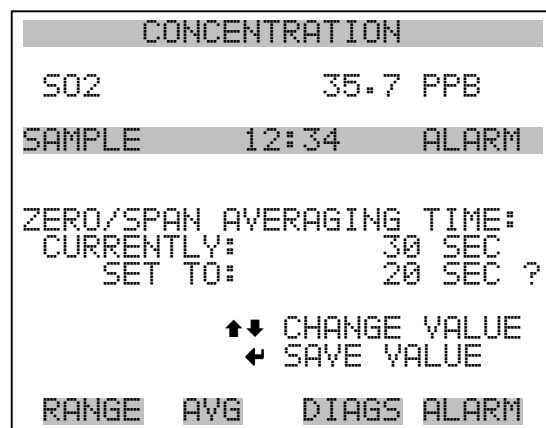 CONCENTRATION
SO2 35.7 PPB
SAMPLE 12:34 ALARM
ZERO/SPAN AVERAGING TIME:
CURRENTLY: 30 SEC
SET TO: 20 SEC ?
⬆⬇ CHANGE VALUE
↵ SAVE VALUE
RANGE AVG DIAGS ALARM